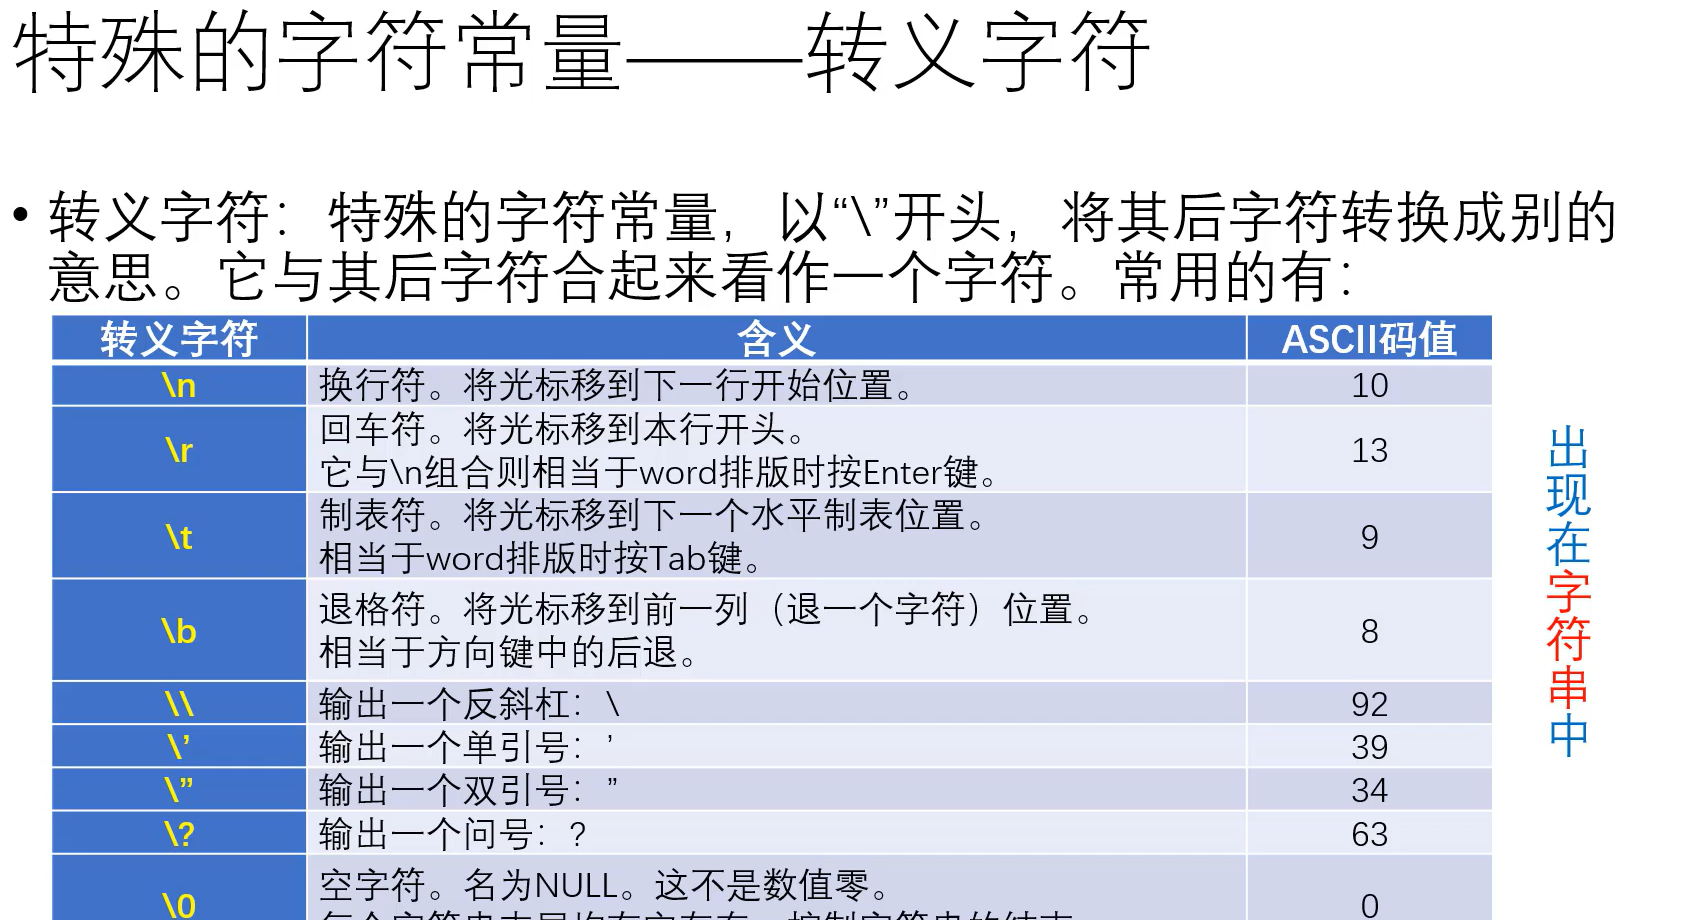 特殊的字符常量——转义字符
• 转义字符：特殊的字符常量，以“\”开头，将其后字符转换成别的
意思。它与其后字符合起来看作一个字符。常用的有：
转义字符 含义 ASCII码值
\n 换行符。将光标移到下一行开始位置。 10
\r 回车符。将光标移到本行开头。 13
它与\n组合则相当于word排版时按Enter键。
\t 制表符。将光标移到下一个水平制表位置。 9
相当于word排版时按Tab键。
\b 退格符。将光标移到前一列（退一个字符）位置。 8
相当于方向键中的后退。
\\ 输出一个反斜杠：\ 92
\’ 输出一个单引号：’ 39
\” 输出一个双引号：” 34
\? 输出一个问号：? 63
\0 空字符。名为NULL。这不是数值零。 0
出现在字符串中